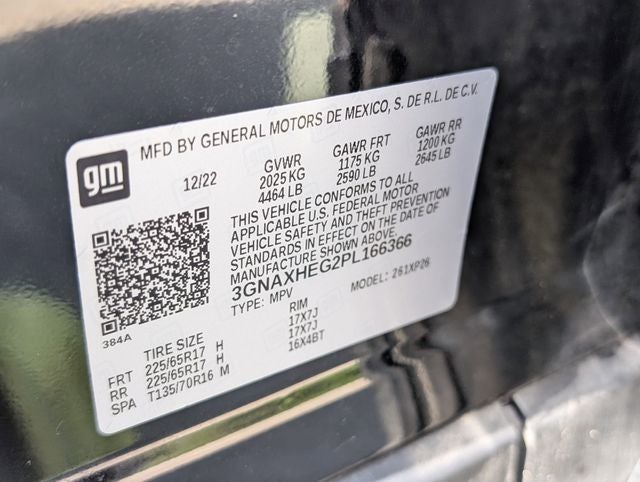 MFD BY GENERAL MOTORS DE MEXICO, S. DE R.L. DE C.V.
gm
12/22
GVWR
2025 KG
4464 LB
GAWR FRT
1175 KG
2590 LB
GAWR RR
1200 KG
2645 LB
THIS VEHICLE CONFORMS TO ALL
APPLICABLE U.S. FEDERAL MOTOR
VEHICLE SAFETY AND THEFT PREVENTION
STANDARDS IN EFFECT ON THE DATE OF
MANUFACTURE SHOWN ABOVE.
3GNAXHEG2PL166366
TYPE: MPV
MODEL: 261XP26
384A
TIRE SIZE
RIM
FRT 225/65R17 H 17X7J
RR 225/65R17 H 17X7J
SPA T135/70R16 M 16X4BT